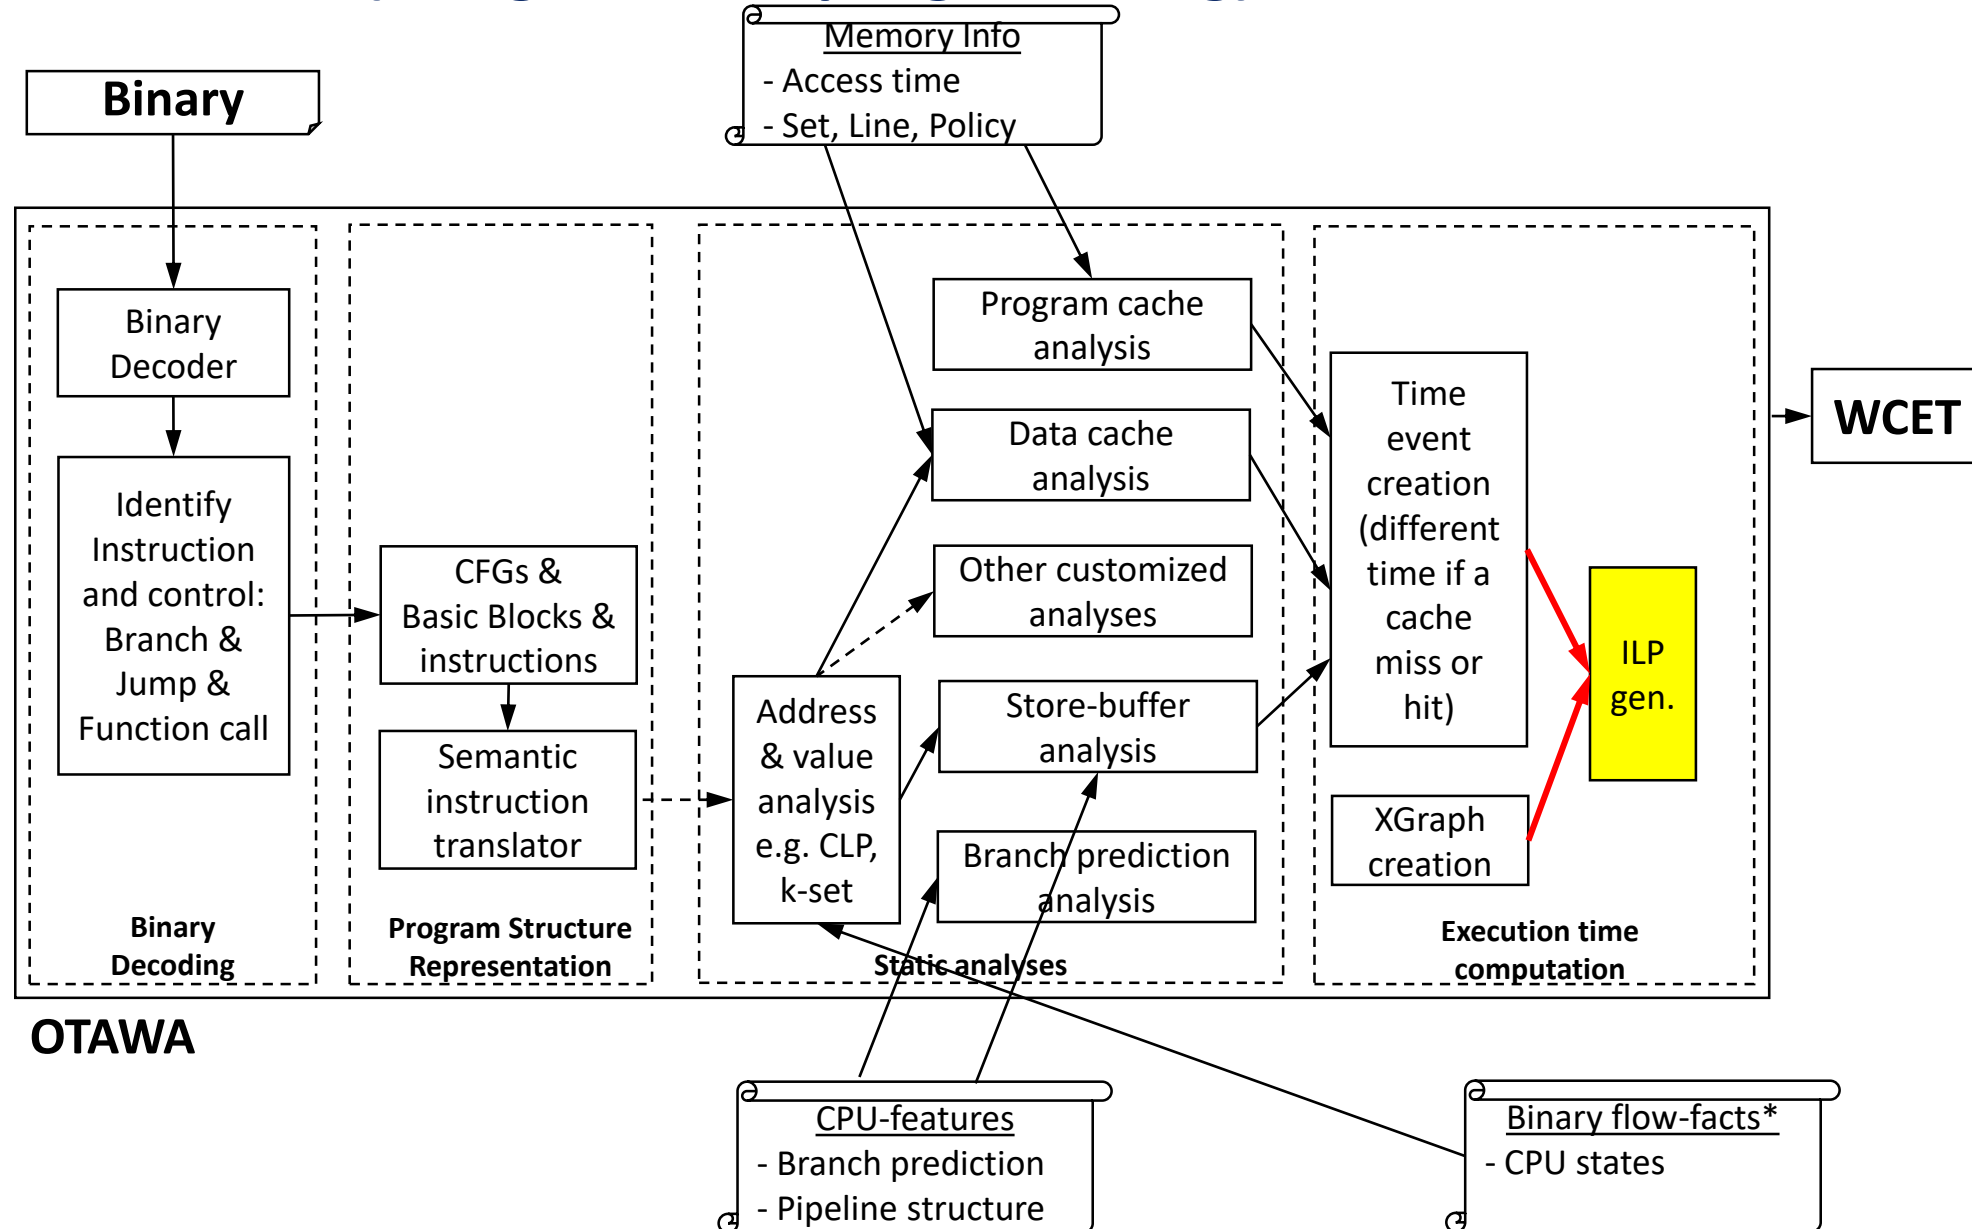 Memory Info
- Access time
- Set, Line, Policy
Binary
Binary
Decoder
Identify
Instruction
and control:
Branch &
Jump &
Function call
Binary
Decoding
CFGs &
Basic Blocks &
instructions
Semantic
instruction
translator
Program Structure
Representation
Program cache
analysis
Data cache
analysis
Other customized
analyses
Address
& value
analysis
e.g. CLP,
k-set
Store-buffer
analysis
Branch prediction
analysis
Static analyses
Time
event
creation
(different
time if a
cache
miss or
hit)
XGraph
creation
ILP
gen.
Execution time
computation
WCET
OTAWA
CPU-features
- Branch prediction
- Pipeline structure
Binary flow-facts*
- CPU states